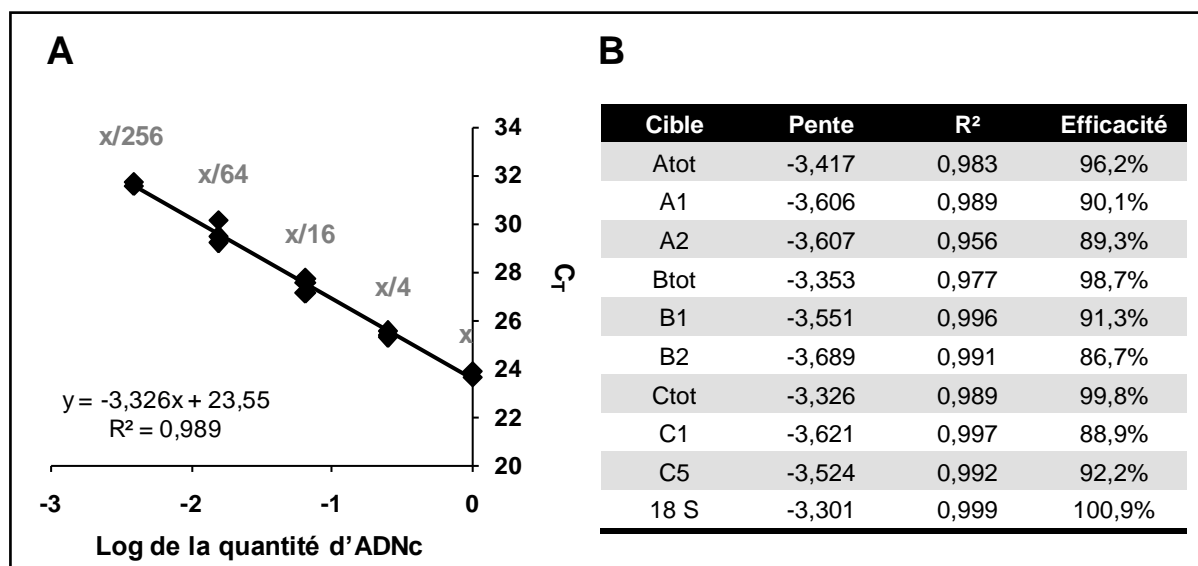 A
x/256
x/64
x/16
x/4
x
34
32
30
28
26
24
22
20
C_T
y = -3,326x + 23,55
R² = 0,989
-3 -2 -1 0
Log de la quantité d'ADNc
B
Cible Pente R² Efficacité
Atot -3,417 0,983 96,2%
A1 -3,606 0,989 90,1%
A2 -3,607 0,956 89,3%
Btot -3,353 0,977 98,7%
B1 -3,551 0,996 91,3%
B2 -3,689 0,991 86,7%
Ctot -3,326 0,989 99,8%
C1 -3,621 0,997 88,9%
C5 -3,524 0,992 92,2%
18 S -3,301 0,999 100,9%